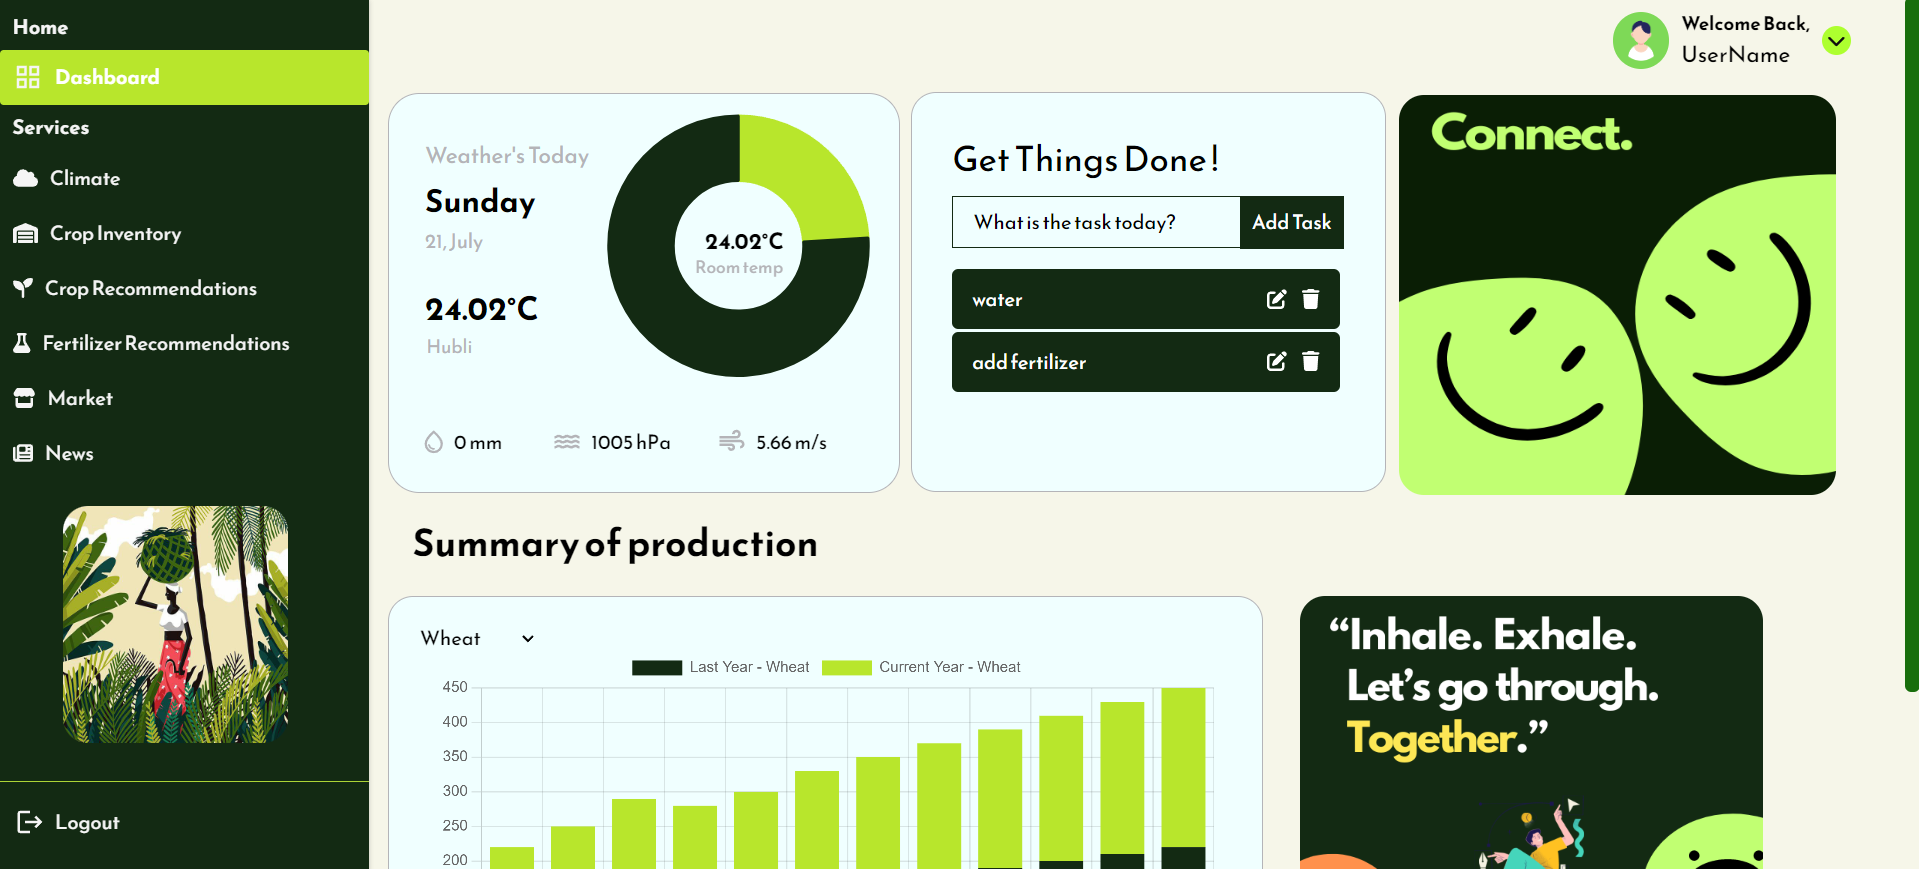 Home
Dashboard
Services
Climate
Crop Inventory
Crop Recommendations
Fertilizer Recommendations
Market
News
Logout
Welcome Back,
UserName
Weather's Today
Sunday
21, July
24.02°C
Hubli
24.02°C
Room temp
0 mm
1005 hPa
5.66 m/s
Get Things Done !
What is the task today?
Add Task
water
add fertilizer
Connect.
Summary of production
Wheat
Last Year - Wheat
Current Year - Wheat
450
400
350
300
250
200
“Inhale. Exhale.
Let’s go through.
Together.”